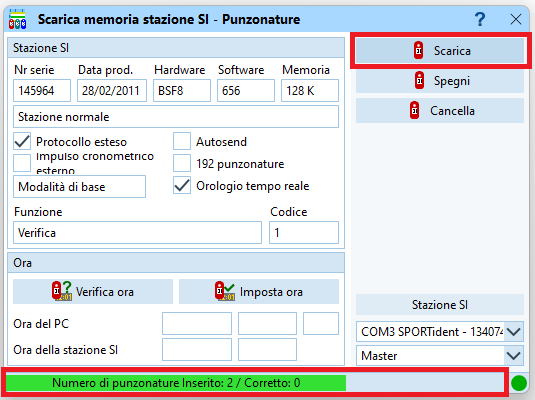 Scarica memoria stazione SI - Punzonature
?
Stazione SI
Nr serie Data prod. Hardware Software Memoria
145964 28/02/2011 BSF8 656 128 K
Stazione normale
Protocollo esteso Autosend
Impulso cronometrico esterno 192 punzonature
Modalità di base Orologio tempo reale
Funzione Codice
Verifica 1
Ora
Verifica ora Imposta ora
Ora del PC
Ora della stazione SI
Scarica
Spegni
Cancella
Stazione SI
COM3 SPORTident - 134074
Master
Numero di punzonature Inserito: 2 / Corretto: 0